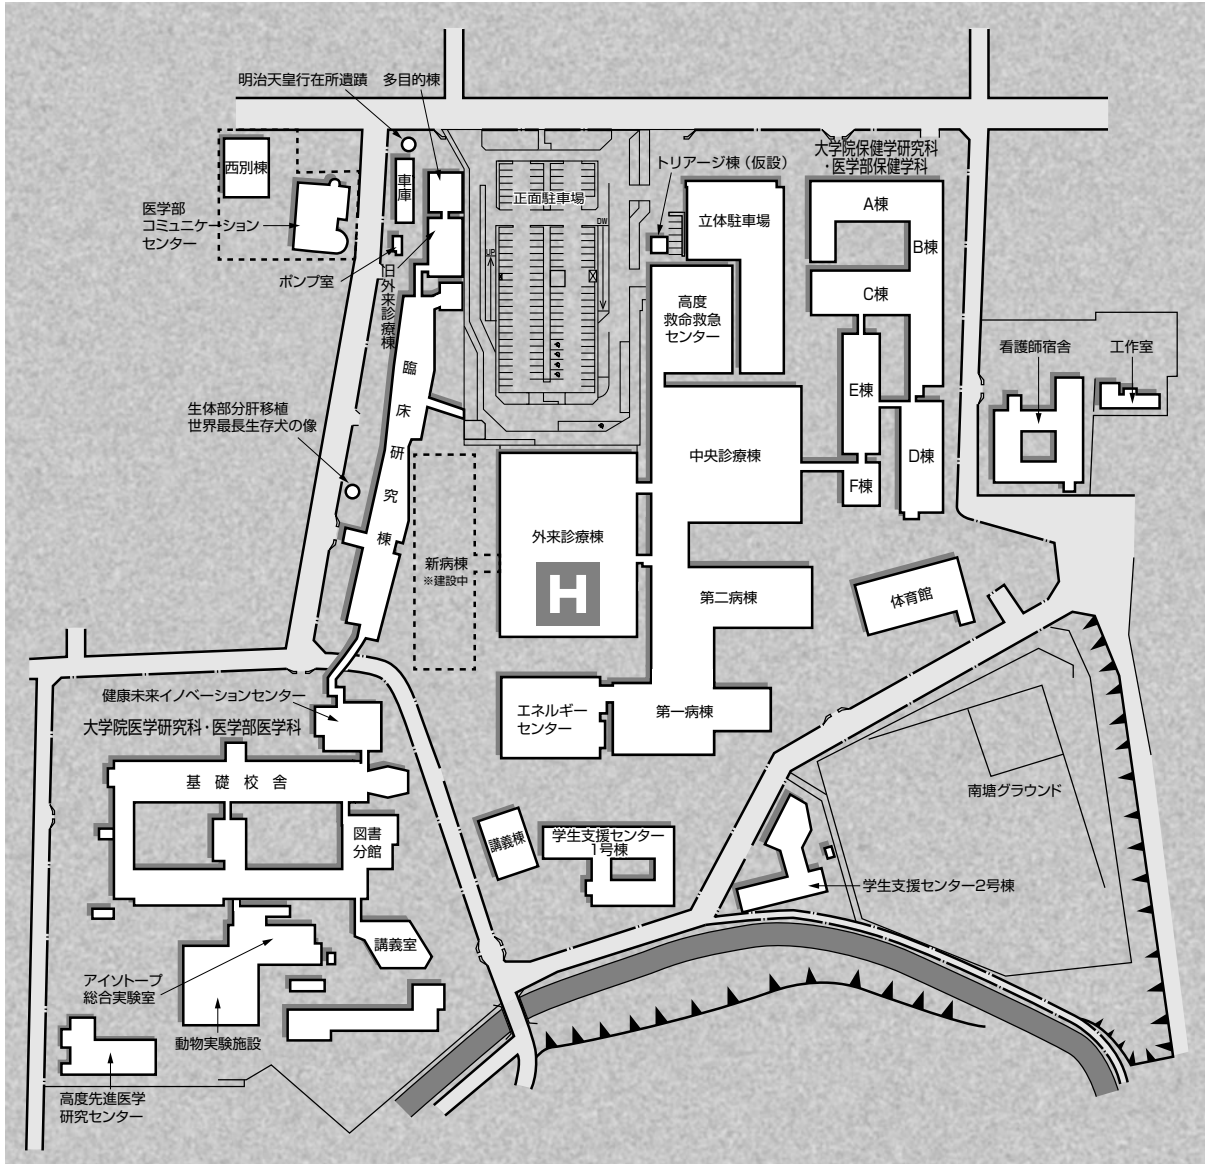 明治天皇行在所遺蹟
多目的棟
西別棟
車庫
医学部
コミュニケーション
センター
ポンプ室
旧外来診療棟
正面駐車場
UP
DW
トリアージ棟（仮設）
立体駐車場
大学院保健学研究科
・医学部保健学科
A棟
B棟
C棟
高度
救命救急
センター
E棟
D棟
F棟
看護師宿舎
工作室
臨床研究棟
生体部分肝移植
世界最長生存犬の像
中央診療棟
外来診療棟
H
新病棟
※建設中
第二病棟
体育館
第一病棟
エネルギー
センター
健康未来イノベーションセンター
大学院医学研究科・医学部医学科
基礎校舎
図書
分館
講義棟
学生支援センター
1号棟
南塘グラウンド
学生支援センター2号棟
講義室
アイソトープ
総合実験室
動物実験施設
高度先進医学
研究センター